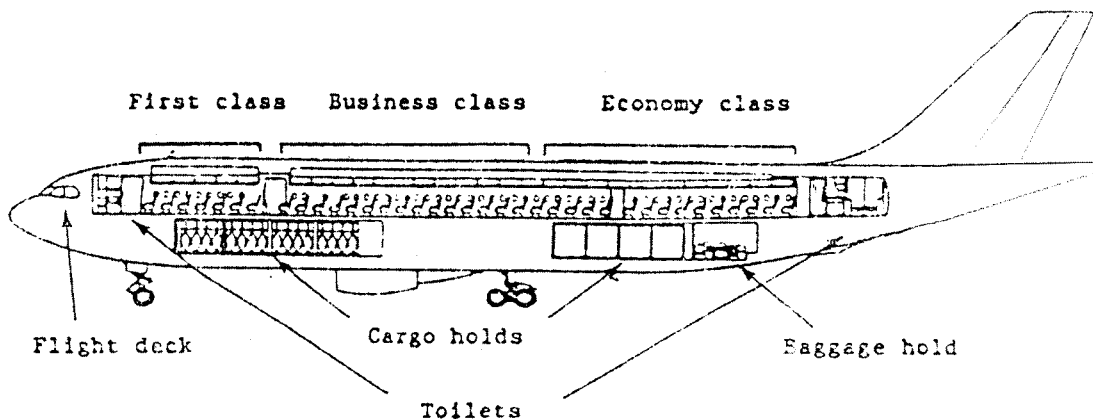 First class Business class Economy class
Flight deck Cargo holds Baggage hold
Toilets